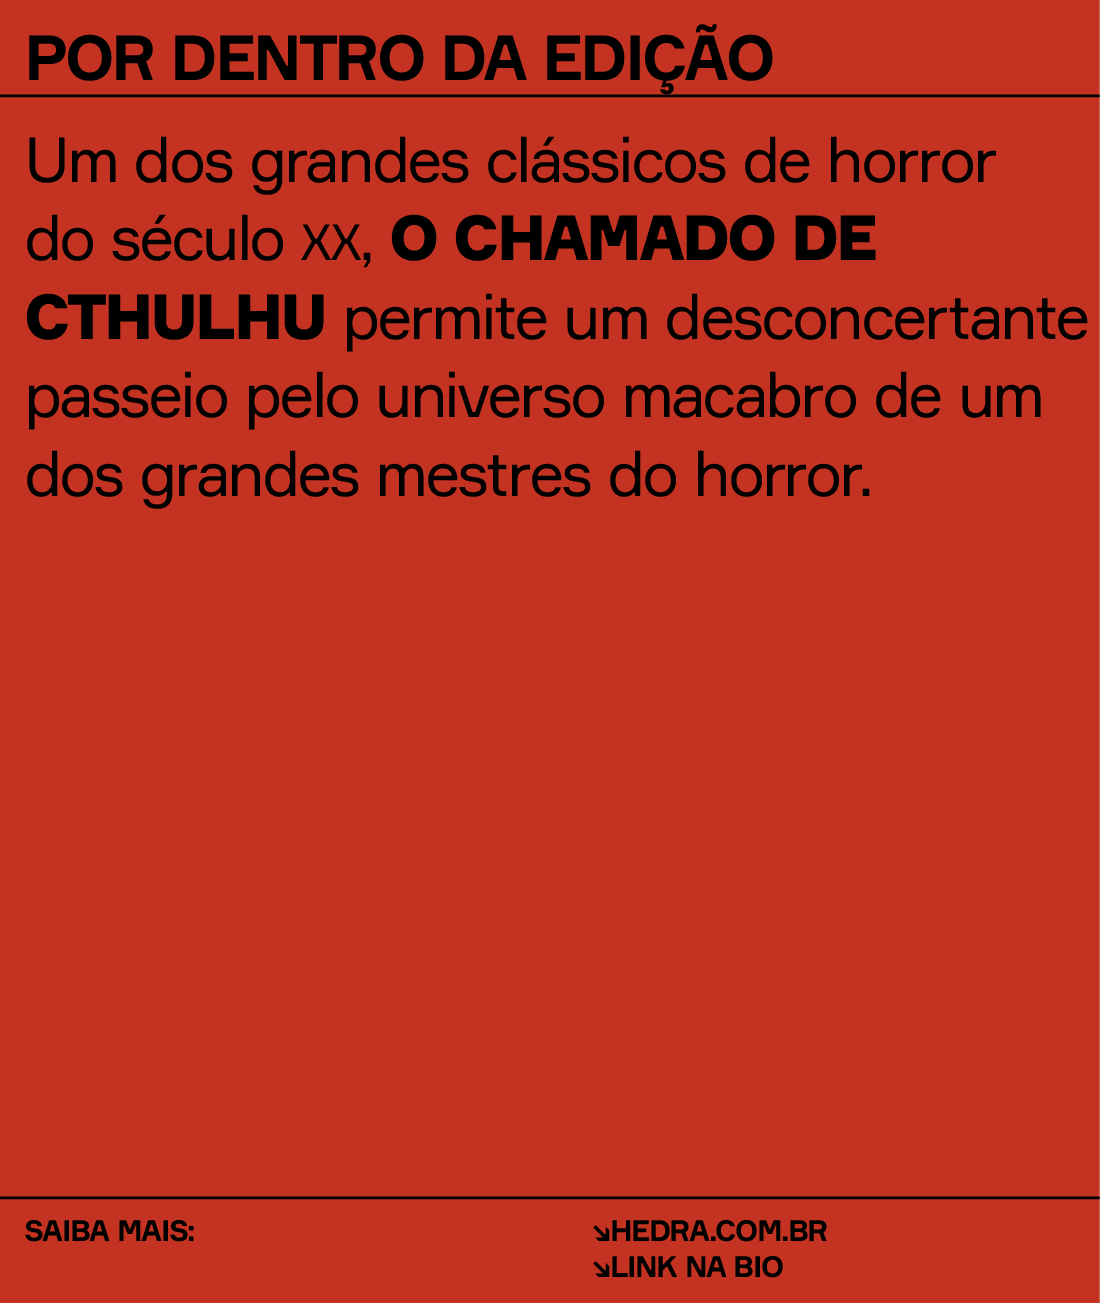 POR DENTRO DA EDIÇÃO
Um dos grandes clássicos de horror
do século XX, O CHAMADO DE
CTHULHU permite um desconcertante
passeio pelo universo macabro de um
dos grandes mestres do horror.
SAIBA MAIS:
↘HEDRA.COM.BR
↘LINK NA BIO